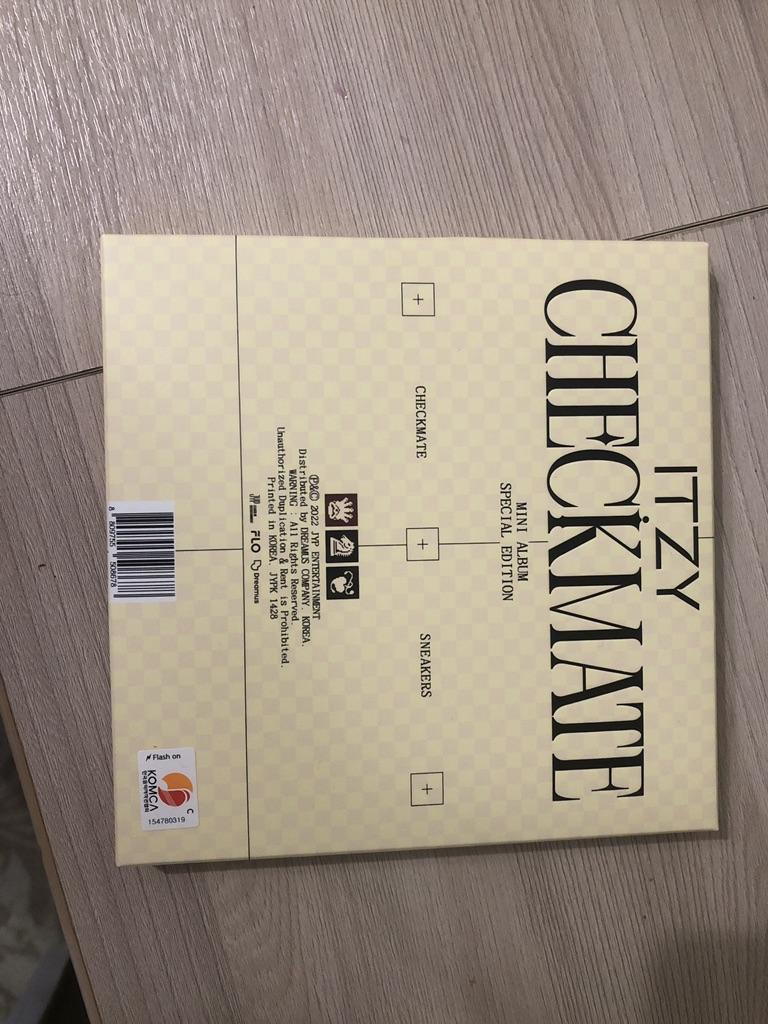 ITZY
CHECKMATE
MINI ALBUM
SPECIAL EDITION
CHECKMATE
SNEAKERS
℗&© 2022 JYP ENTERTAINMENT
Distributed by DREAMUS COMPANY. KOREA.
WARNING : All Rights Reserved.
Unauthorized Duplication & Rent is Prohibited.
Printed in KOREA. JYPK 1428
FLO Dreamus
Flash on
KOMCA
C
154780319